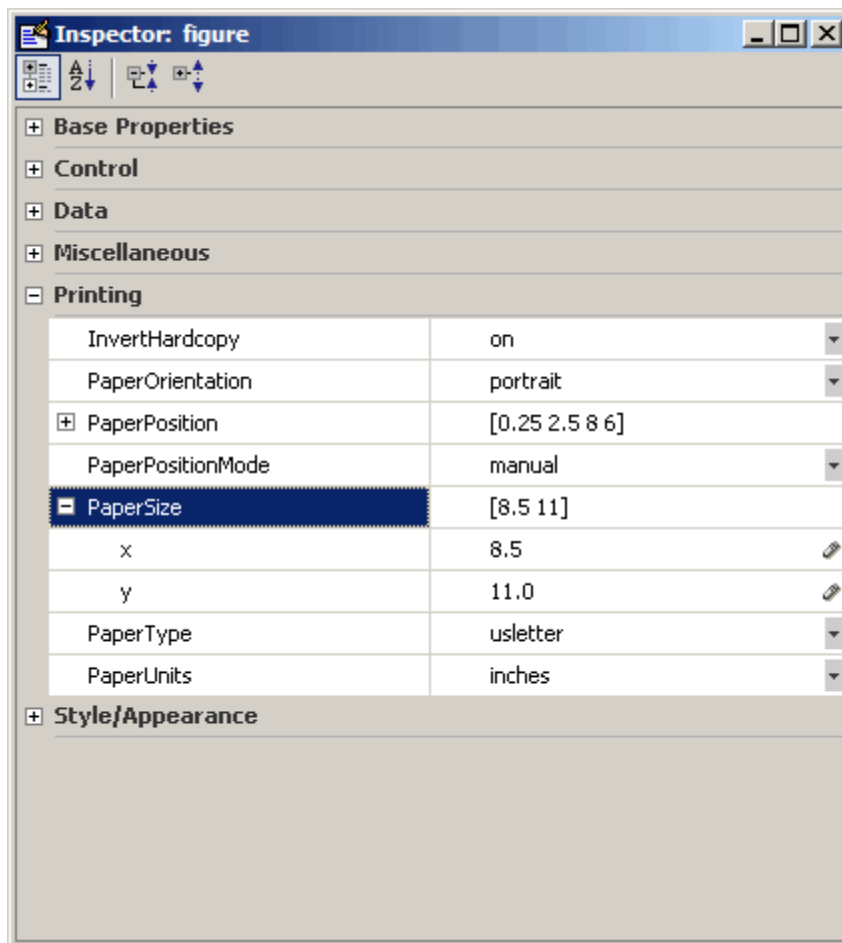 Inspector: figure
A
Z
Base Properties
Control
Data
Miscellaneous
Printing
InvertHardcopy on
PaperOrientation portrait
PaperPosition [0.25 2.5 8 6]
PaperPositionMode manual
PaperSize [8.5 11]
x 8.5
y 11.0
PaperType usletter
PaperUnits inches
Style/Appearance